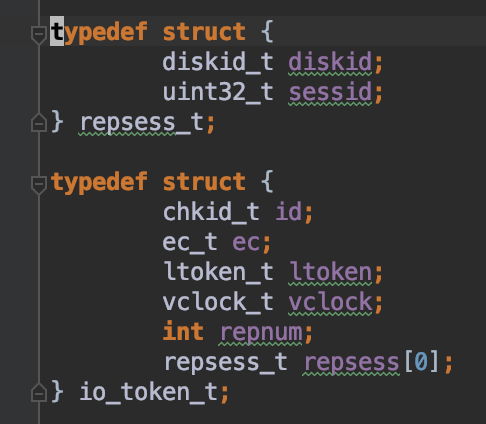 typedef struct {
diskid_t diskid;
uint32_t sessid;
} repsess_t;
typedef struct {
chkid_t id;
ec_t ec;
ltoken_t ltoken;
vclock_t vclock;
int repnum;
repsess_t repsess[0];
} io_token_t;